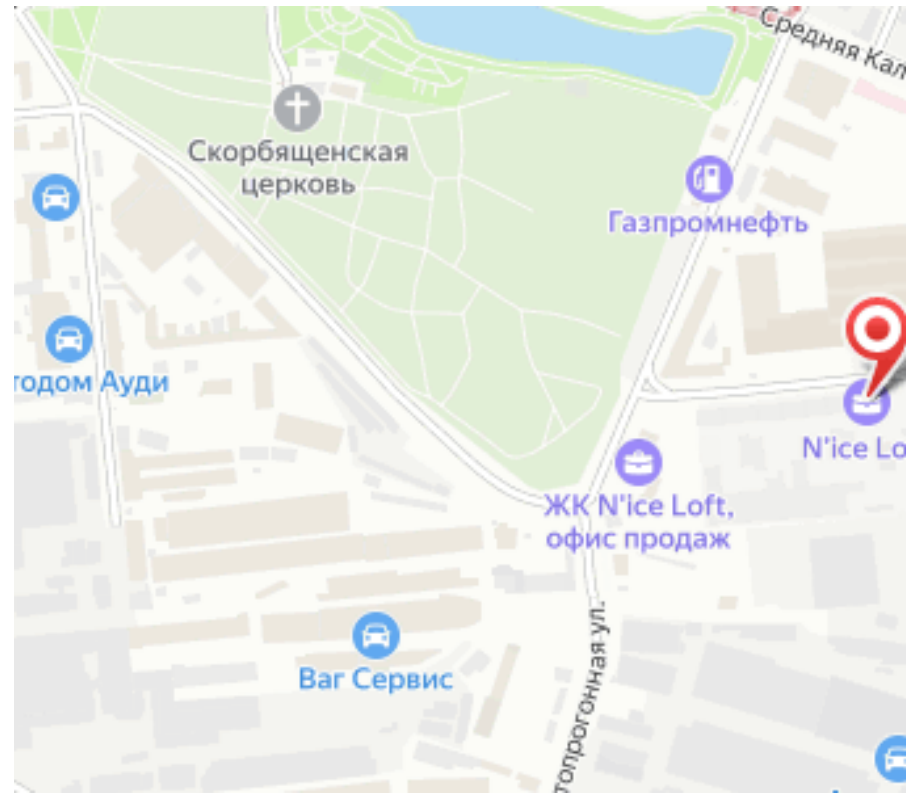 Средняя Кал
Скорбященская
церковь
Газпромнефть
тодом Ауди
N'ice Lo
ЖК N'ice Loft,
офис продаж
Ваг Сервис
топрогонная ул.